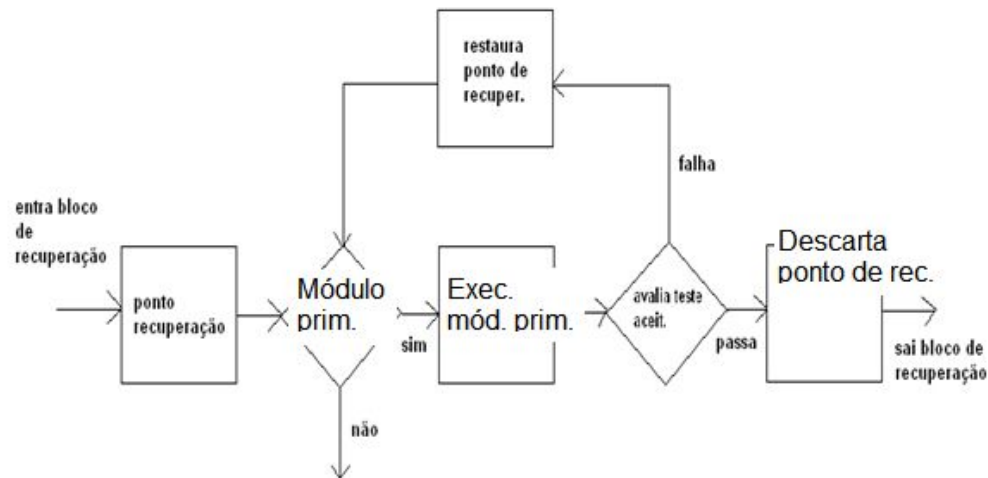 restaura
ponto de
recuper.
falha
entra bloco
de
recuperação
ponto
recuperação
Módulo
prim.
sim
não
Exec.
mód. prim.
avalia teste
aceit.
passa
Descarta
ponto de rec.
sai bloco de
recuperação